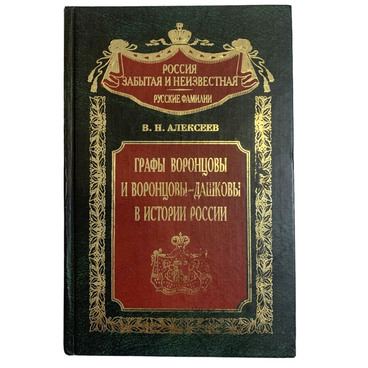 РОССИЯ
ЗАБЫТАЯ И НЕИЗВЕСТНАЯ
РУССКИЕ ФАМИЛИИ
В. Н. АЛЕКСЕЕВ
ГРАФЫ ВОРОНЦОВЫ
И ВОРОНЦОВЫ-ДАШКОВЫ
В ИСТОРИИ РОССИИ